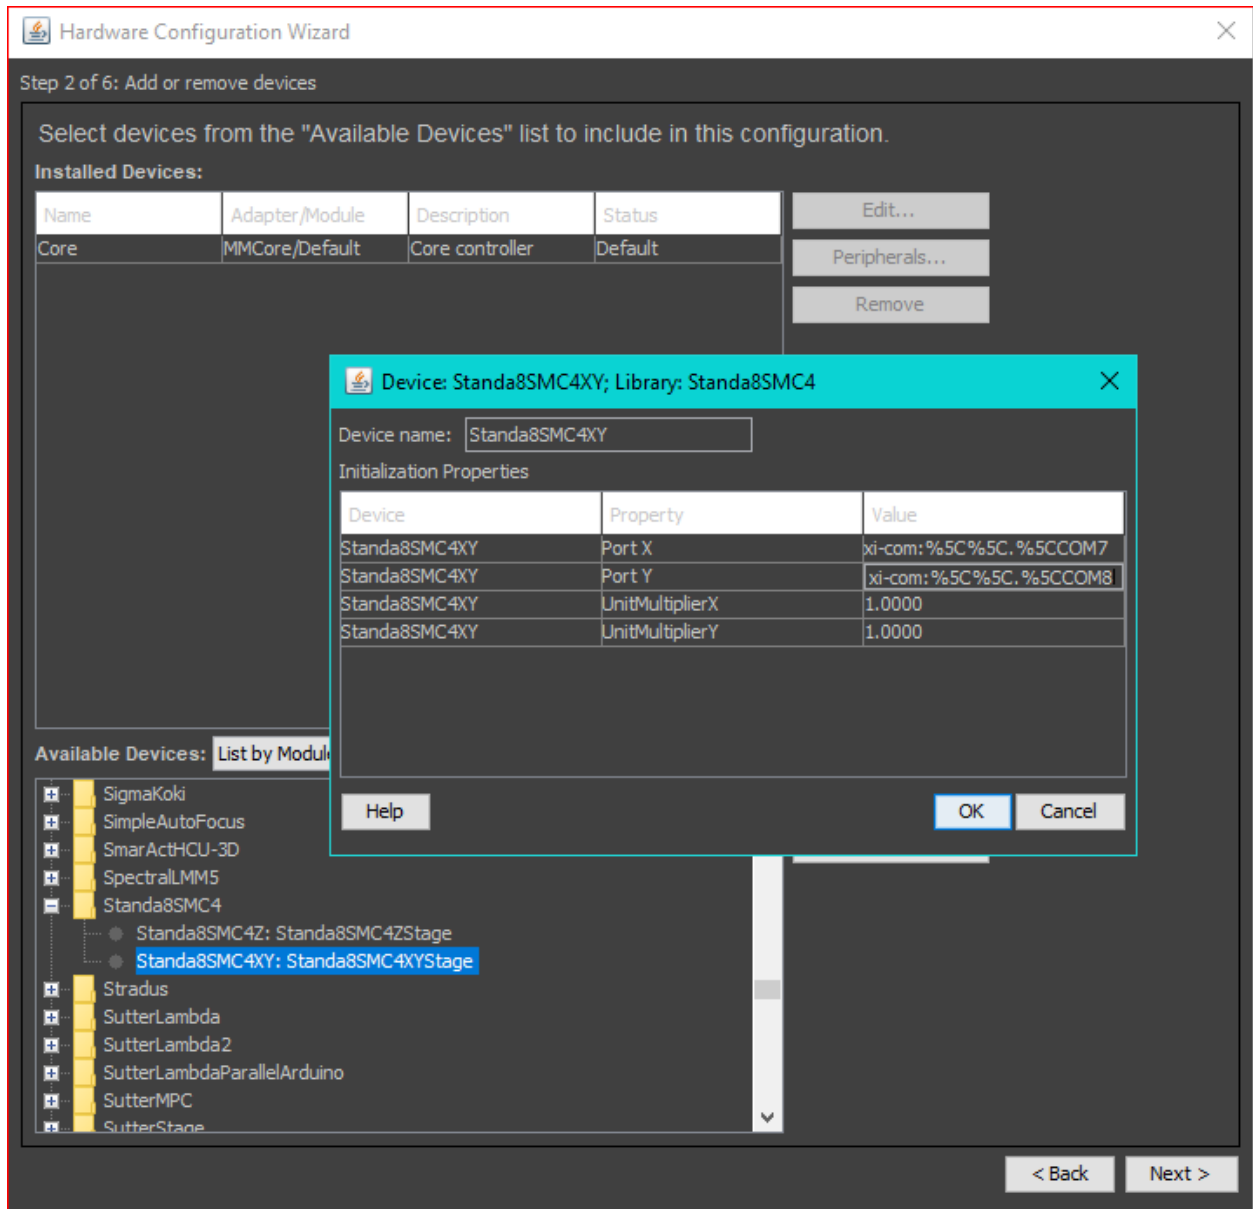 Hardware Configuration Wizard
Step 2 of 6: Add or remove devices
Select devices from the "Available Devices" list to include in this configuration.
Installed Devices:
Name Adapter/Module Description Status
Core MMCore/Default Core controller Default
Edit...
Peripherals...
Remove
Device: Standa8SMC4XY; Library: Standa8SMC4
Device name: Standa8SMC4XY
Initialization Properties
Device Property Value
Standa8SMC4XY Port X xi-com:%5C%5C.%5CCOM7
Standa8SMC4XY Port Y xi-com:%5C%5C.%5CCOM8
Standa8SMC4XY UnitMultiplierX 1.0000
Standa8SMC4XY UnitMultiplierY 1.0000
Help OK Cancel
Available Devices: List by Modul
SigmaKoki
SimpleAutoFocus
SmarActHCU-3D
SpectralLMM5
Standa8SMC4
Standa8SMC4Z: Standa8SMC4ZStage
Standa8SMC4XY: Standa8SMC4XYStage
Stradus
SutterLambda
SutterLambda2
SutterLambdaParallelArduino
SutterMPC
SutterStage
< Back Next >